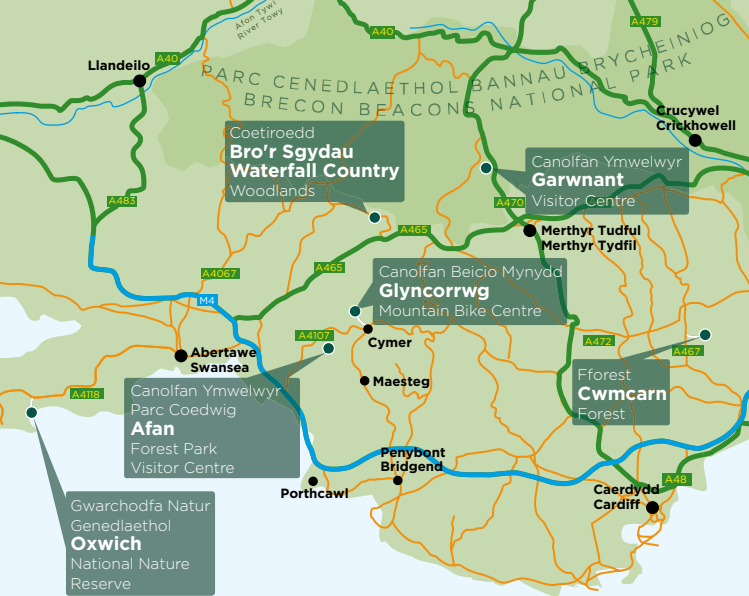 Afon Tywi
River Towy
A40
A479
A470
Llandeilo
A40
PARC CENEDLAETHOL BANNAU BRYCHEINIOG
BRECON BEACONS NATIONAL PARK
Crucywel
Crickhowell
Coetiroedd
Bro'r Sgydau
Waterfall Country
Woodlands
Canolfan Ymwelwyr
Garwnant
Visitor Centre
A483
A470
A465
Merthyr Tudful
Merthyr Tydfil
A4067
A465
Canolfan Beicio Mynydd
Glyncorrwg
Mountain Bike Centre
M4
A4107
Cymer
A472
A467
Abertawe
Swansea
Maesteg
Fforest
Cwmcarn
Forest
A4118
Canolfan Ymwelwyr
Parc Coedwig
Afan
Forest Park
Visitor Centre
Penybont
Bridgend
Porthcawl
A48
Caerdydd
Cardiff
Gwarchodfa Natur
Genedlaethol
Oxwich
National Nature
Reserve